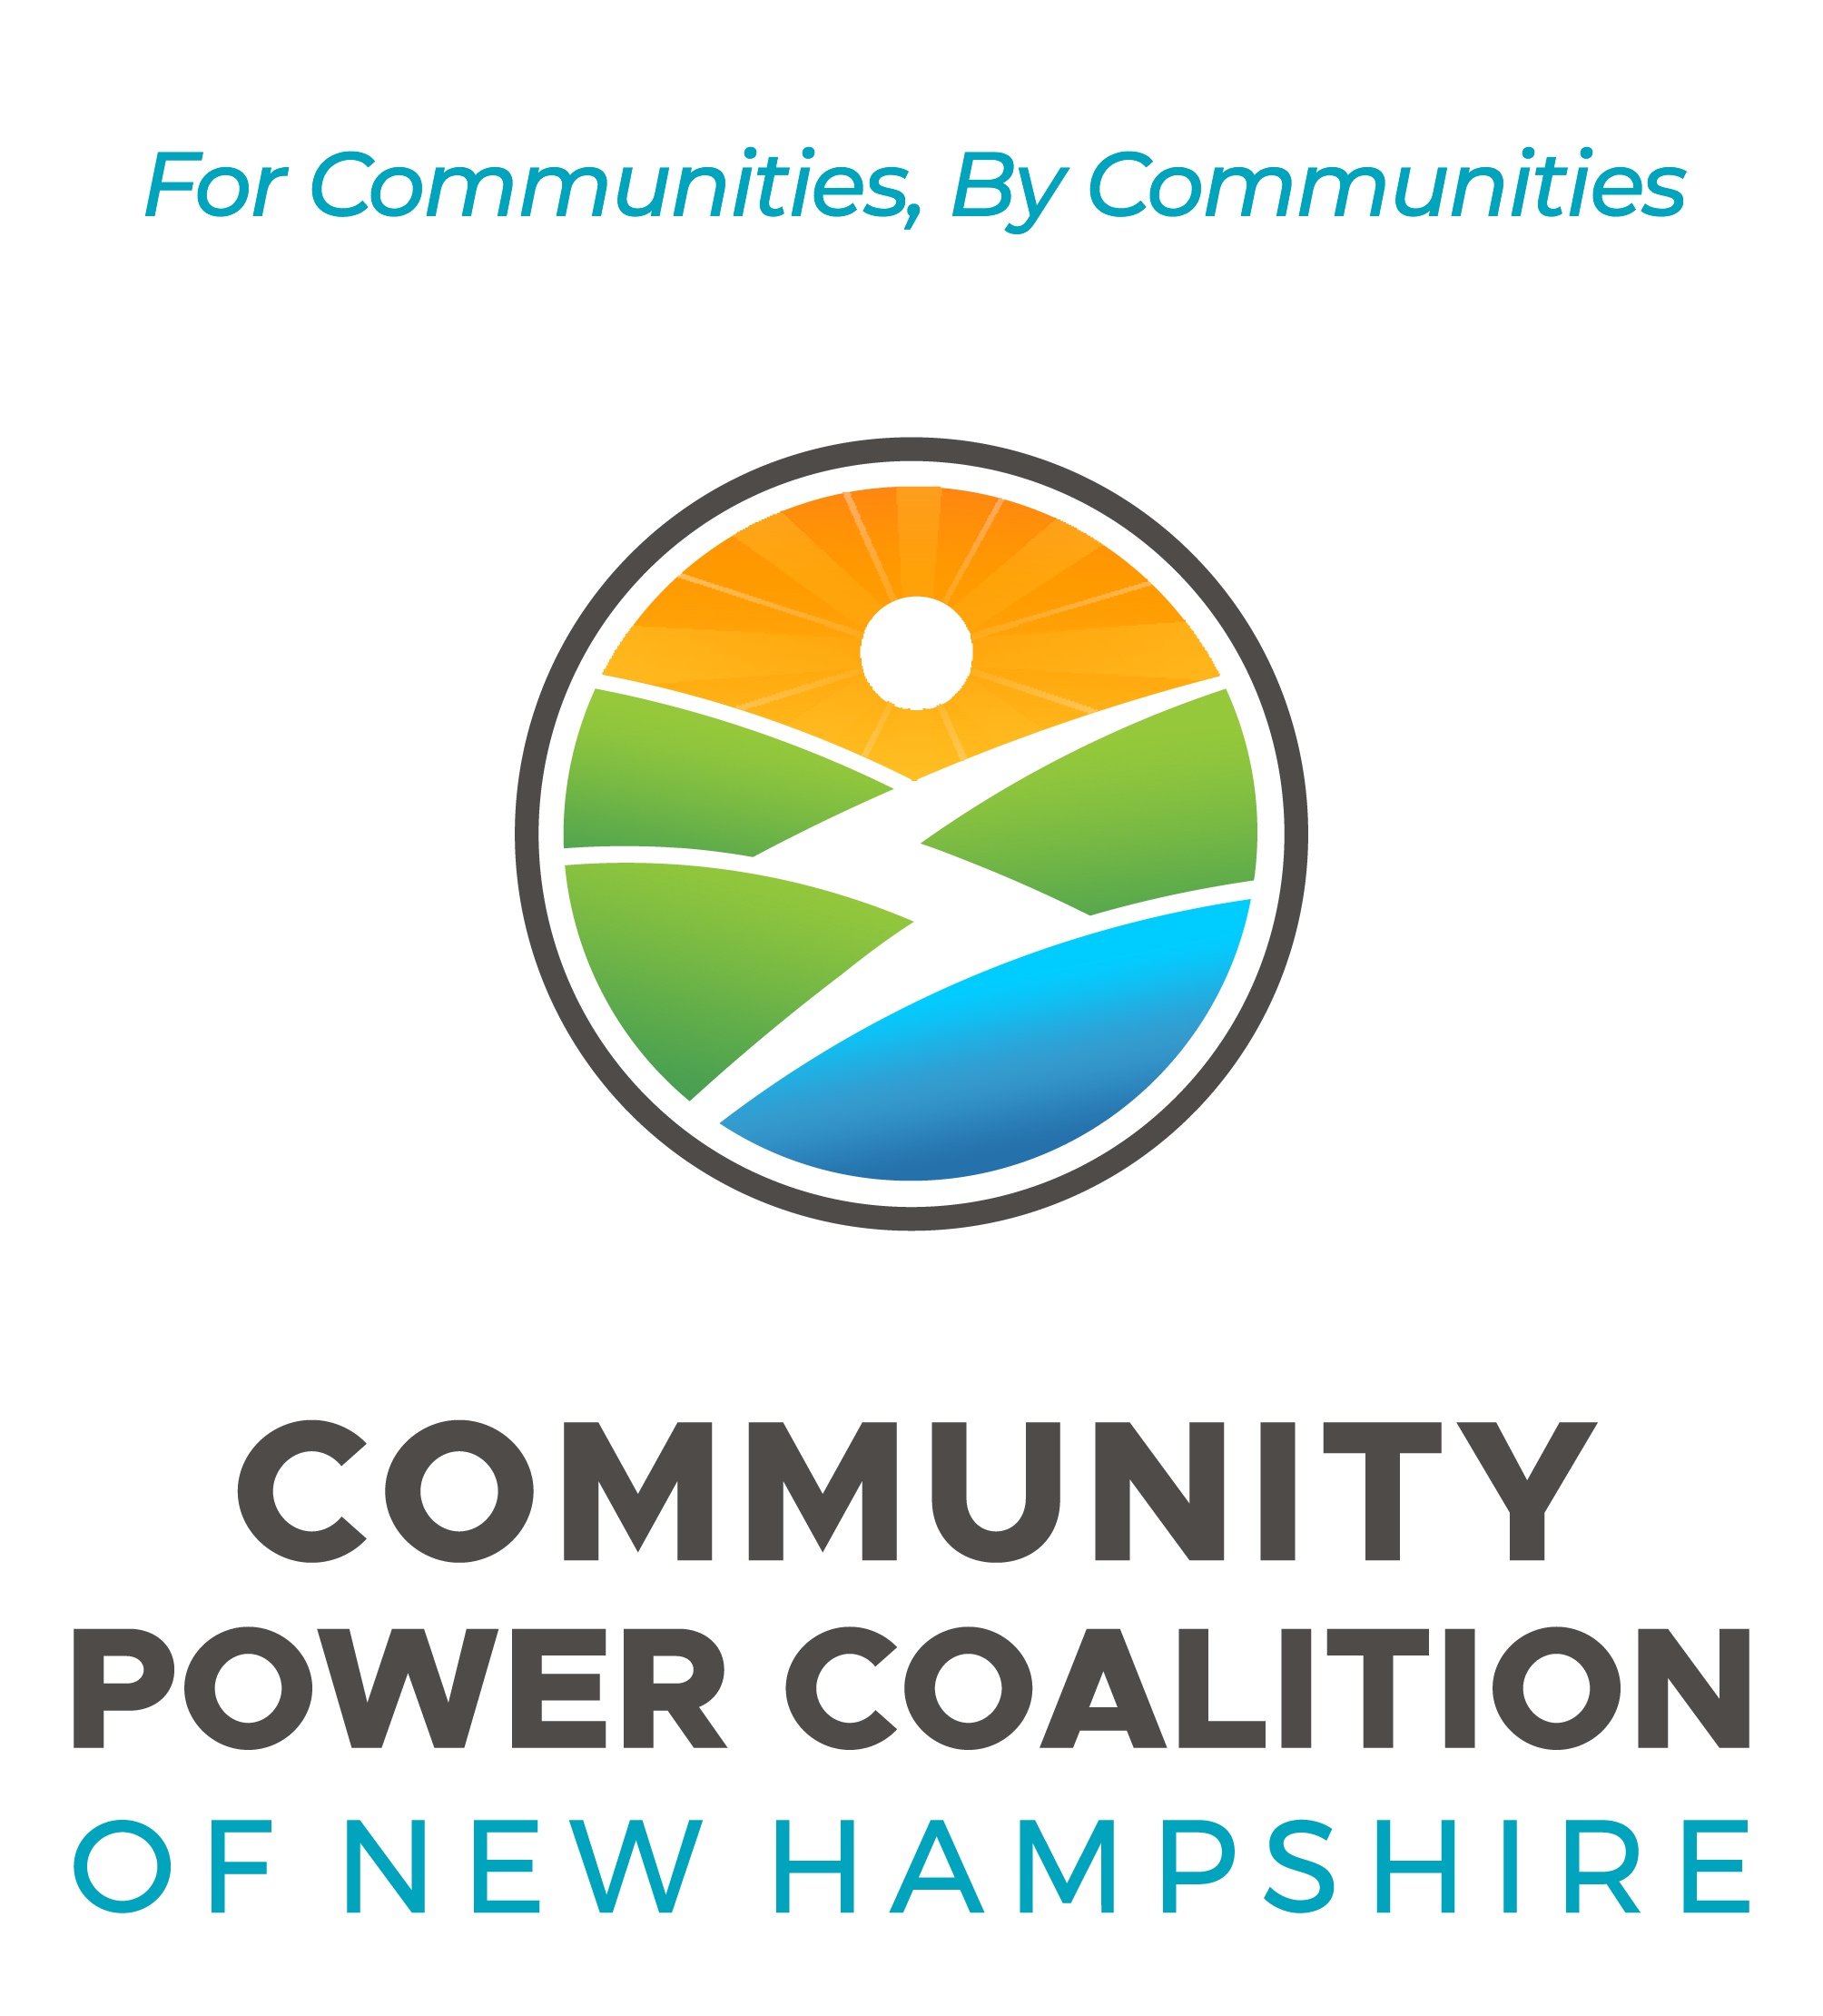 For Communities, By Communities
COMMUNITY
POWER COALITION
OF NEW HAMPSHIRE